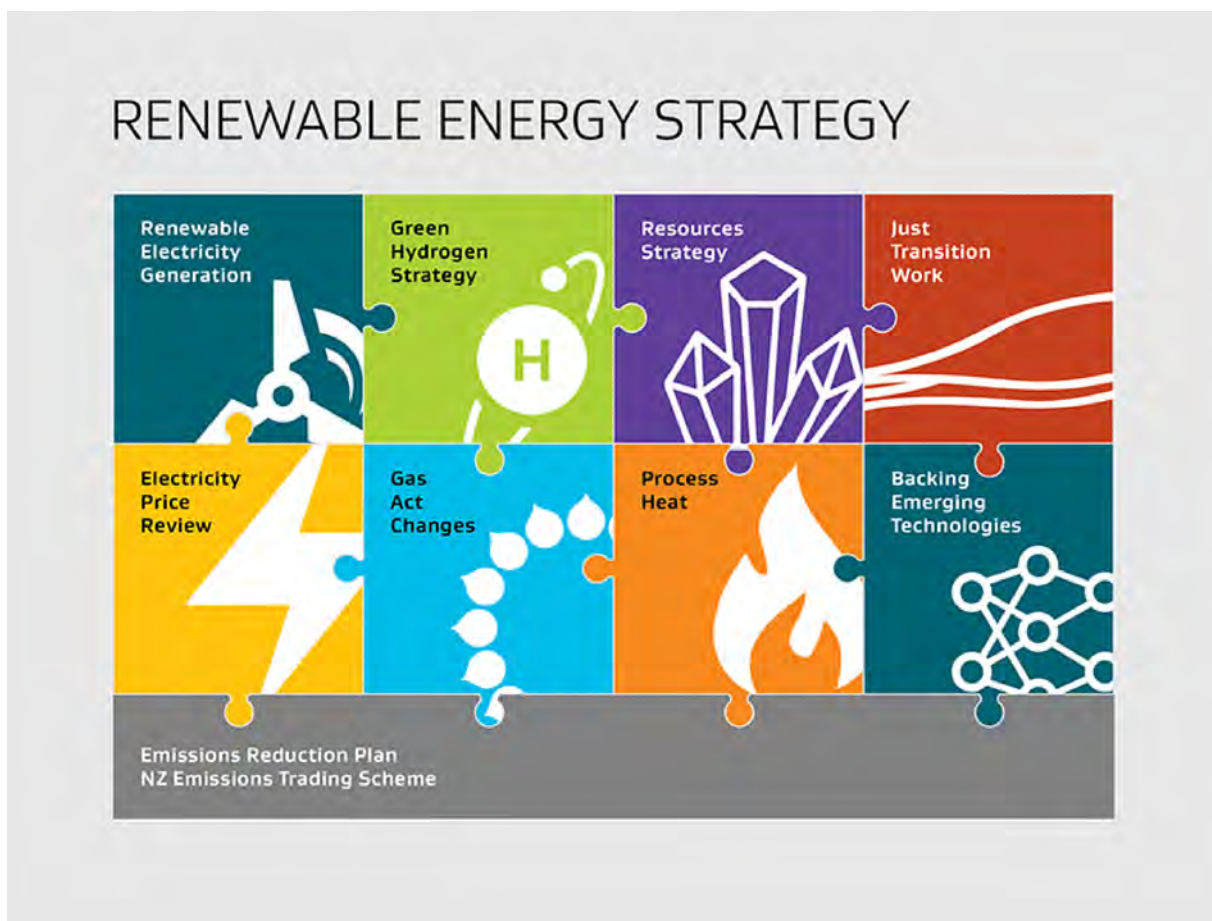 RENEWABLE ENERGY STRATEGY
Renewable
Electricity
Generation
Green
Hydrogen
Strategy
H
Resources
Strategy
Just
Transition
Work
Electricity
Price
Review
Gas
Act
Changes
Process
Heat
Backing
Emerging
Technologies
Emissions Reduction Plan
NZ Emissions Trading Scheme